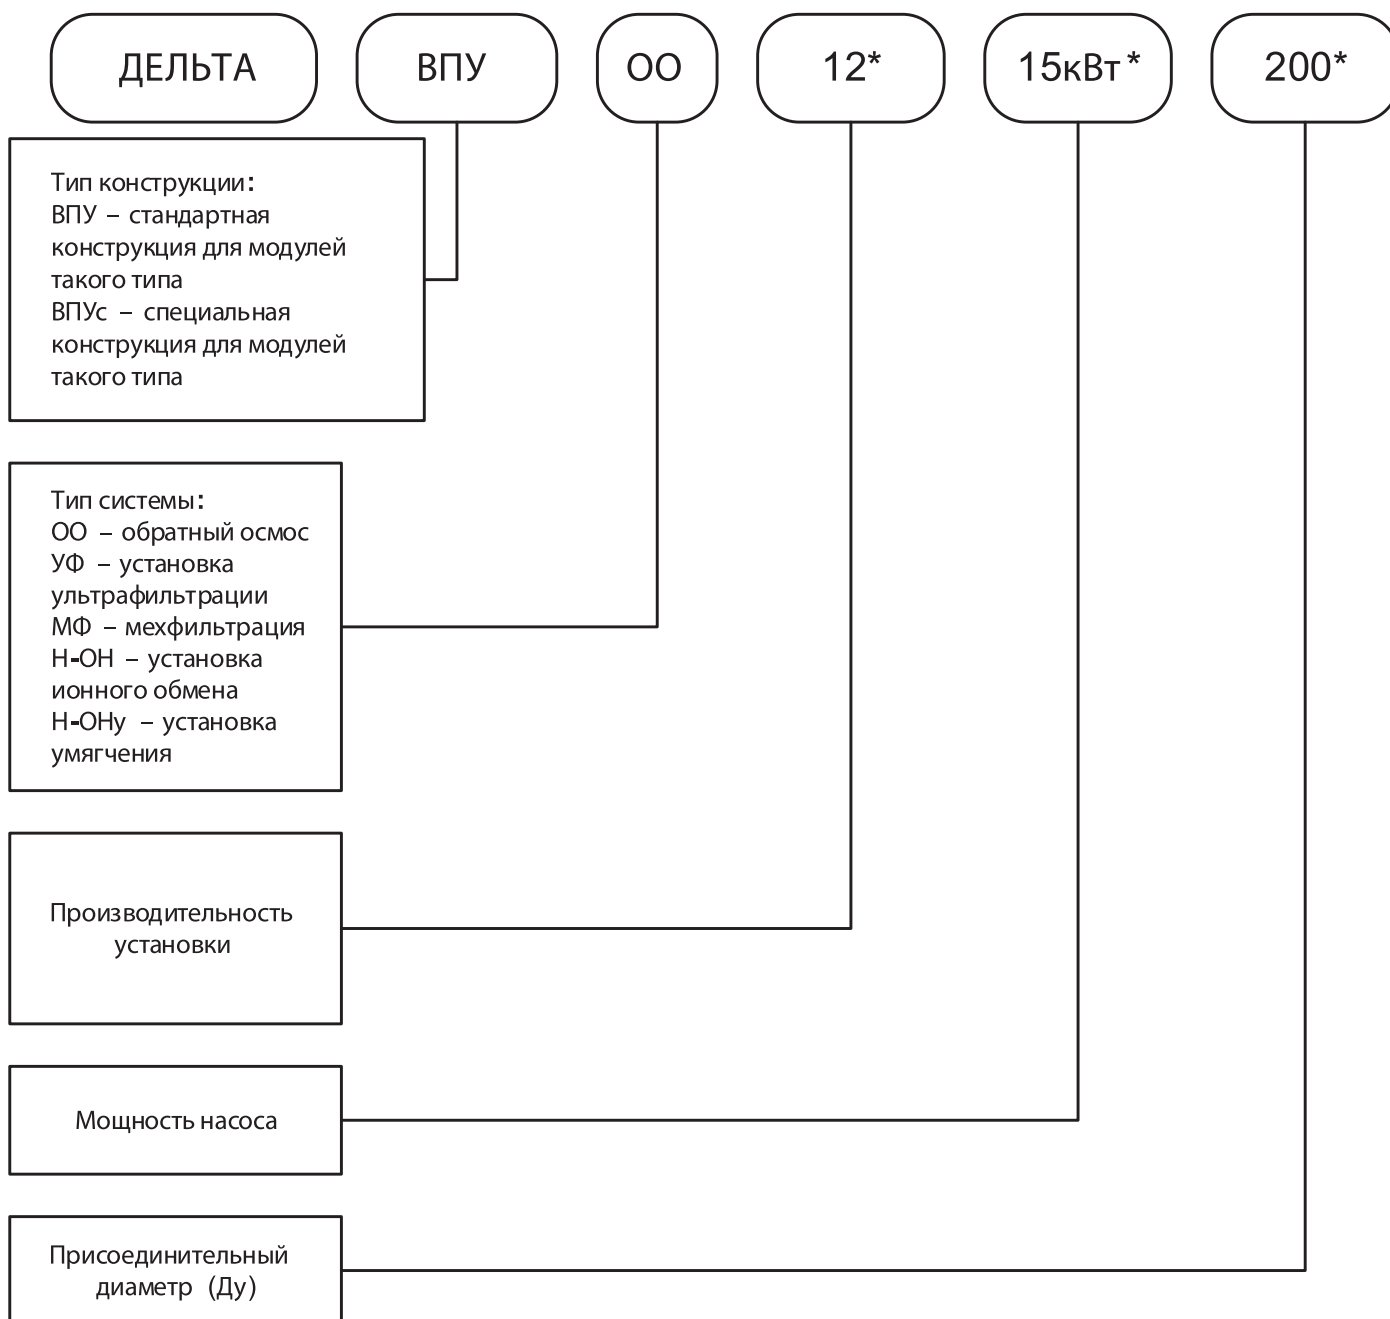 ДЕЛЬТА ВПУ ОО 12* 15кВт* 200*
Тип конструкции:
ВПУ – стандартная
конструкция для модулей
такого типа
ВПУс – специальная
конструкция для модулей
такого типа
Тип системы:
ОО – обратный осмос
УФ – установка
ультрафильтрации
МФ – мехфильтрация
Н-ОН – установка
ионного обмена
Н-ОНу – установка
умягчения
Производительность
установки
Мощность насоса
Присоединительный
диаметр (Ду)